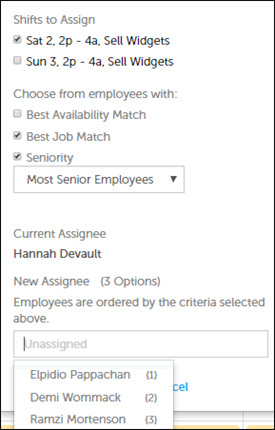 Shifts to Assign
Sat 2, 2p - 4a, Sell Widgets
Sun 3, 2p - 4a, Sell Widgets
Choose from employees with:
Best Availability Match
Best Job Match
Seniority
Most Senior Employees
Current Assignee
Hannah Devault
New Assignee (3 Options)
Employees are ordered by the criteria selected
above.
Unassigned
Elpidio Pappachan (1)
Demi Wommack (2)
Ramzi Mortenson (3)
cel